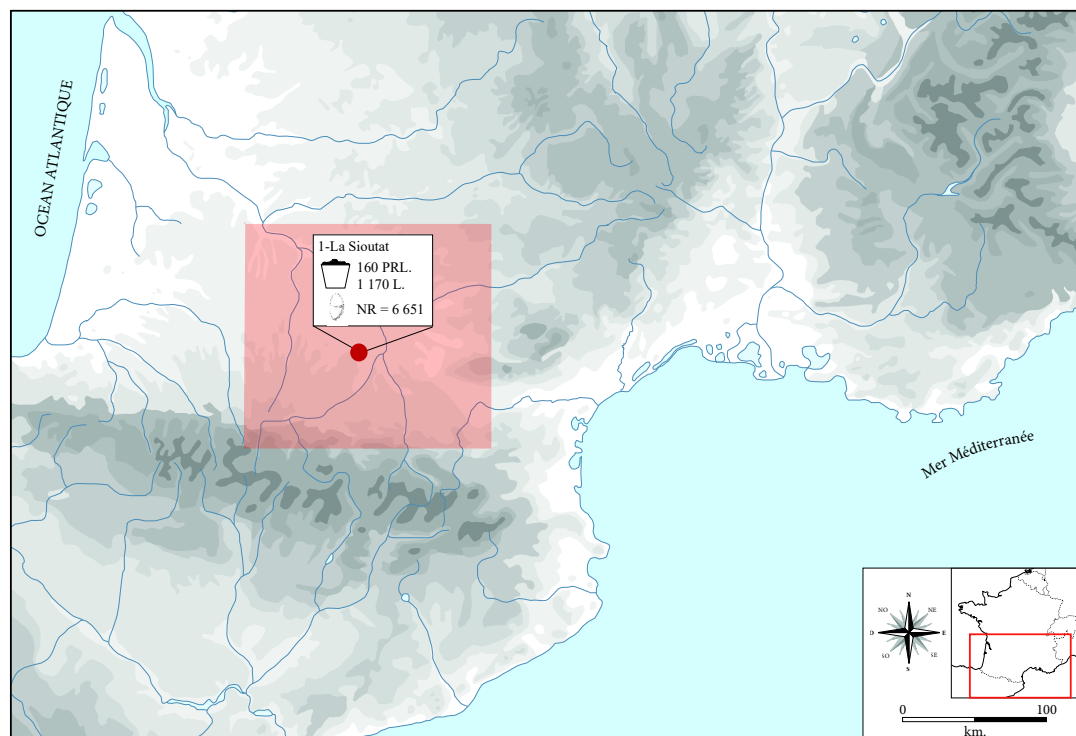 OCEAN ATLANTIQUE
1-La Sioutat
160 PRL.
1 170 L.
NR = 6 651
Mer Méditerranée
N
NO NE
O E
SO SE
S
0 100
km.